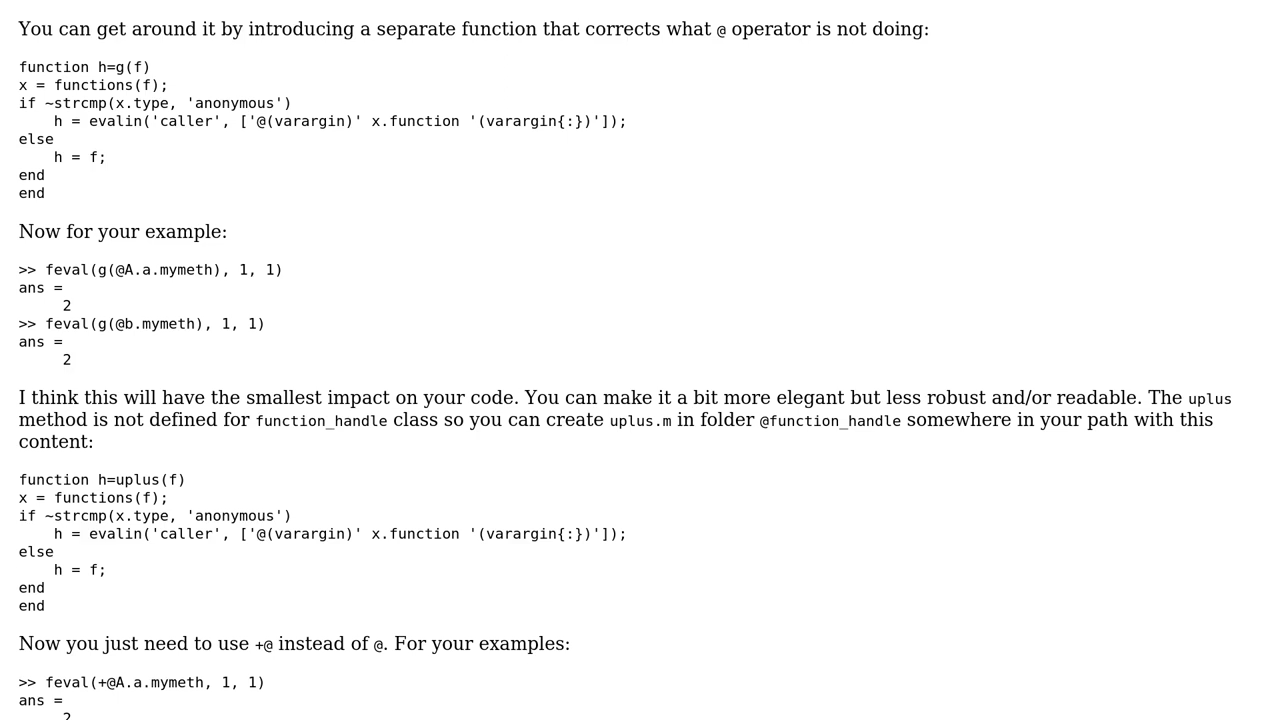 You can get around it by introducing a separate function that corrects what @ operator is not doing:
function h=g(f)
x = functions(f);
if ~strcmp(x.type, 'anonymous')
    h = evalin('caller', ['@(varargin)' x.function '(varargin{:})']);
else
    h = f;
end
end
Now for your example:
>> feval(g(@A.a.mymeth), 1, 1)
ans =
     2
>> feval(g(@b.mymeth), 1, 1)
ans =
     2
I think this will have the smallest impact on your code. You can make it a bit more elegant but less robust and/or readable. The uplus
method is not defined for function_handle class so you can create uplus.m in folder @function_handle somewhere in your path with this
content:
function h=uplus(f)
x = functions(f);
if ~strcmp(x.type, 'anonymous')
    h = evalin('caller', ['@(varargin)' x.function '(varargin{:})']);
else
    h = f;
end
end
Now you just need to use +@ instead of @. For your examples:
>> feval(+@A.a.mymeth, 1, 1)
ans =
     2